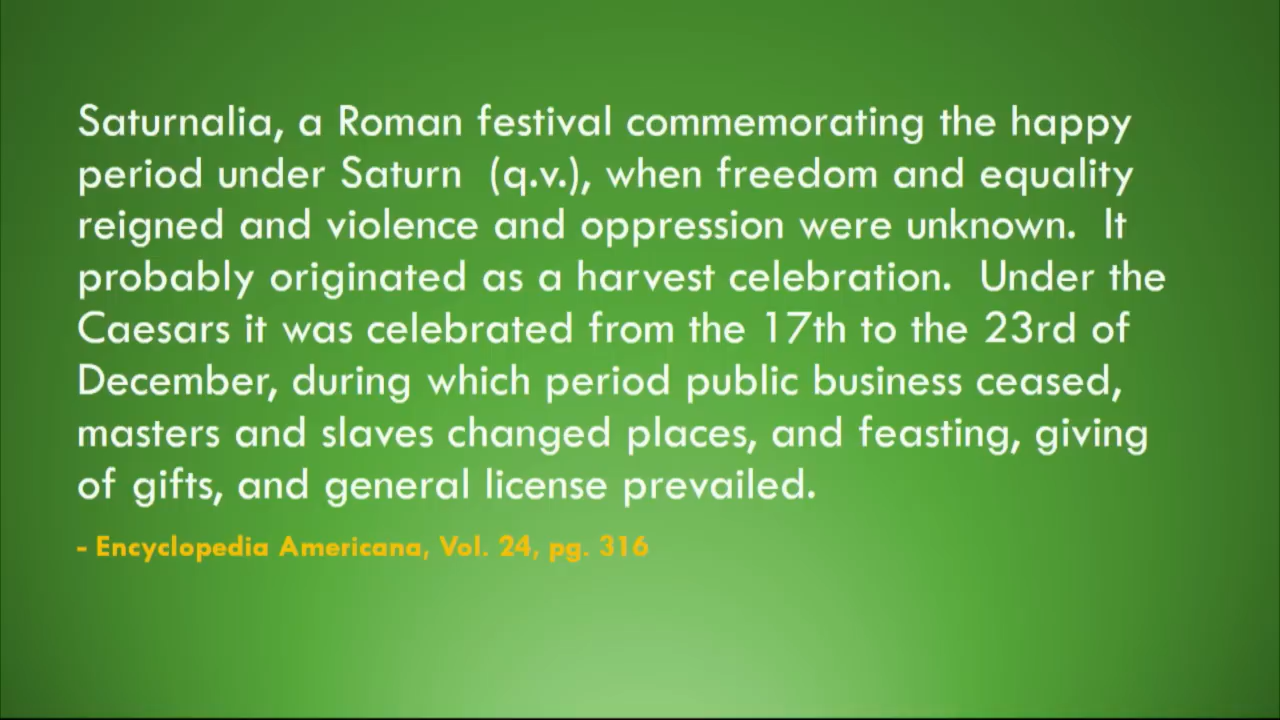 Saturnalia, a Roman festival commemorating the happy
period under Saturn  (q.v.), when freedom and equality
reigned and violence and oppression were unknown.  It
probably originated as a harvest celebration.  Under the
Caesars it was celebrated from the 17th to the 23rd of
December, during which period public business ceased,
masters and slaves changed places, and feasting, giving
of gifts, and general license prevailed.
- Encyclopedia Americana, Vol. 24, pg. 316